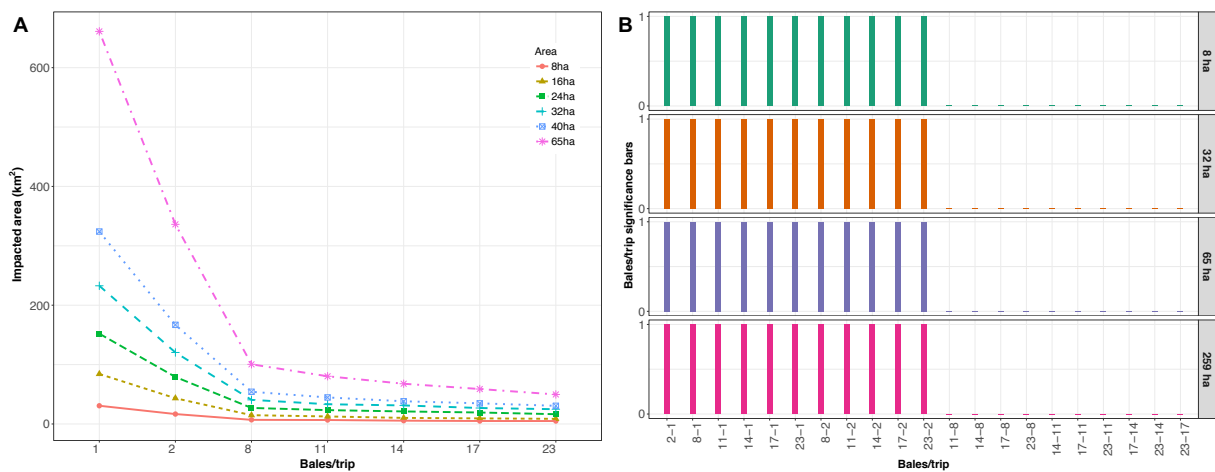 A
Impacted area (km²)
600
400
200
0
Area
8ha
16ha
24ha
32ha
40ha
65ha
1 2 8 11 14 17 23
Bales/trip
B
Bales/trip significance bars
1
0
8 ha
1
0
32 ha
1
0
65 ha
1
0
259 ha
2−1 8−1 11−1 14−1 17−1 23−1 8−2 11−2 14−2 17−2 23−2 11−8 14−8 17−8 23−8 14−11 17−11 23−11 17−14 23−14 23−17
Bales/trip